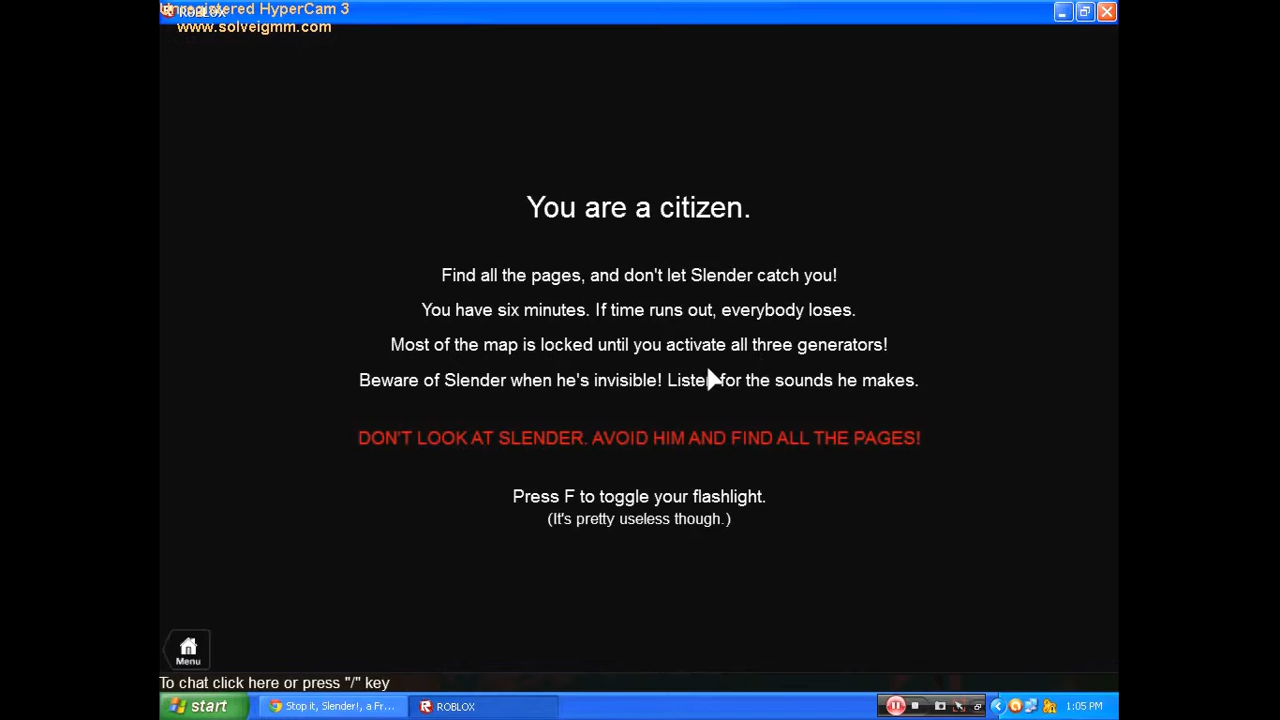 Unregistered HyperCam 3
ROBLOX
www.solveigmm.com
You are a citizen.
Find all the pages, and don't let Slender catch you!
You have six minutes. If time runs out, everybody loses.
Most of the map is locked until you activate all three generators!
Beware of Slender when he's invisible! Listen for the sounds he makes.
DON'T LOOK AT SLENDER. AVOID HIM AND FIND ALL THE PAGES!
Press F to toggle your flashlight.
(It's pretty useless though.)
Menu
To chat click here or press "/" key
start
Stop it, Slender!, a Fr...
ROBLOX
1:05 PM